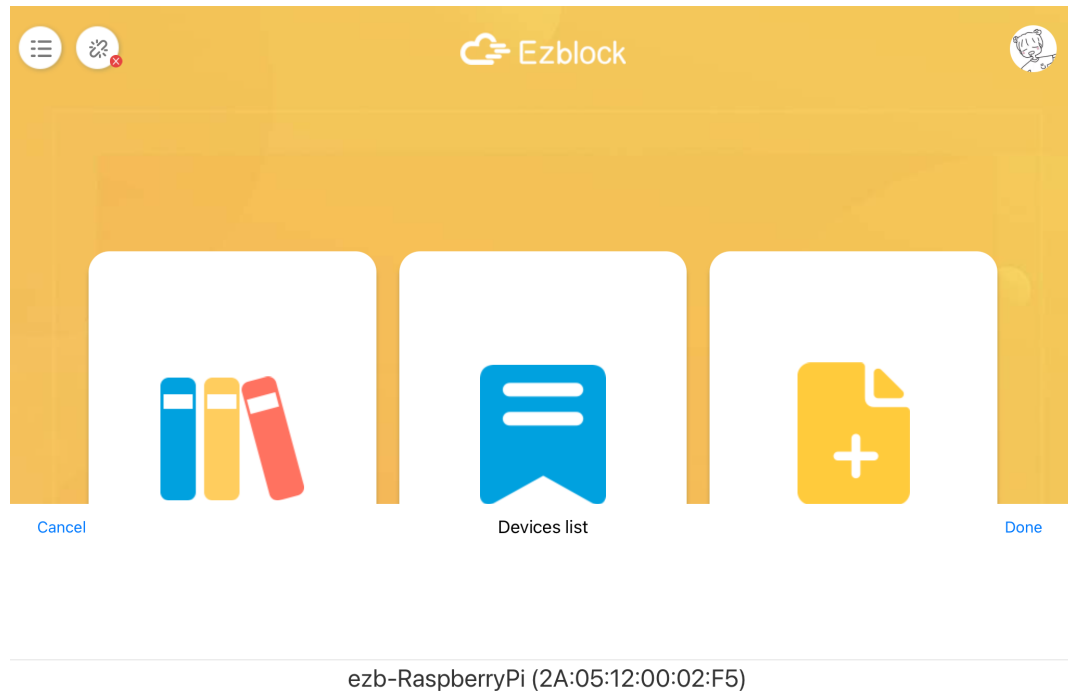 Ezblock
Cancel
Devices list
Done
ezb-RaspberryPi (2A:05:12:00:02:F5)